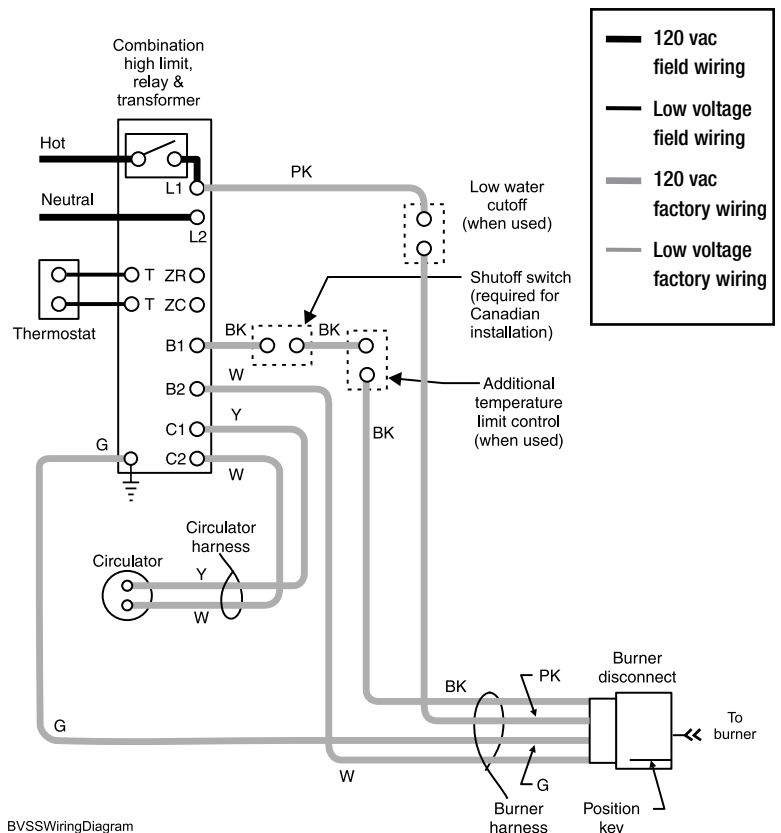 Combination
high limit,
relay &
transformer
120 vac
field wiring
Low voltage
field wiring
120 vac
factory wiring
Low voltage
factory wiring
Hot
L1
PK
Neutral
L2
Low water
cutoff
(when used)
T ZR
T ZC
Thermostat
Shutoff switch
(required for
Canadian
installation)
B1
BK
BK
B2
W
Additional
temperature
limit control
(when used)
C1
Y
BK
G
C2
W
Circulator
harness
Circulator
Y
W
Burner
disconnect
BK
PK
To
burner
G
W
G
Burner
harness
Position
key
BVSSWiringDiagram